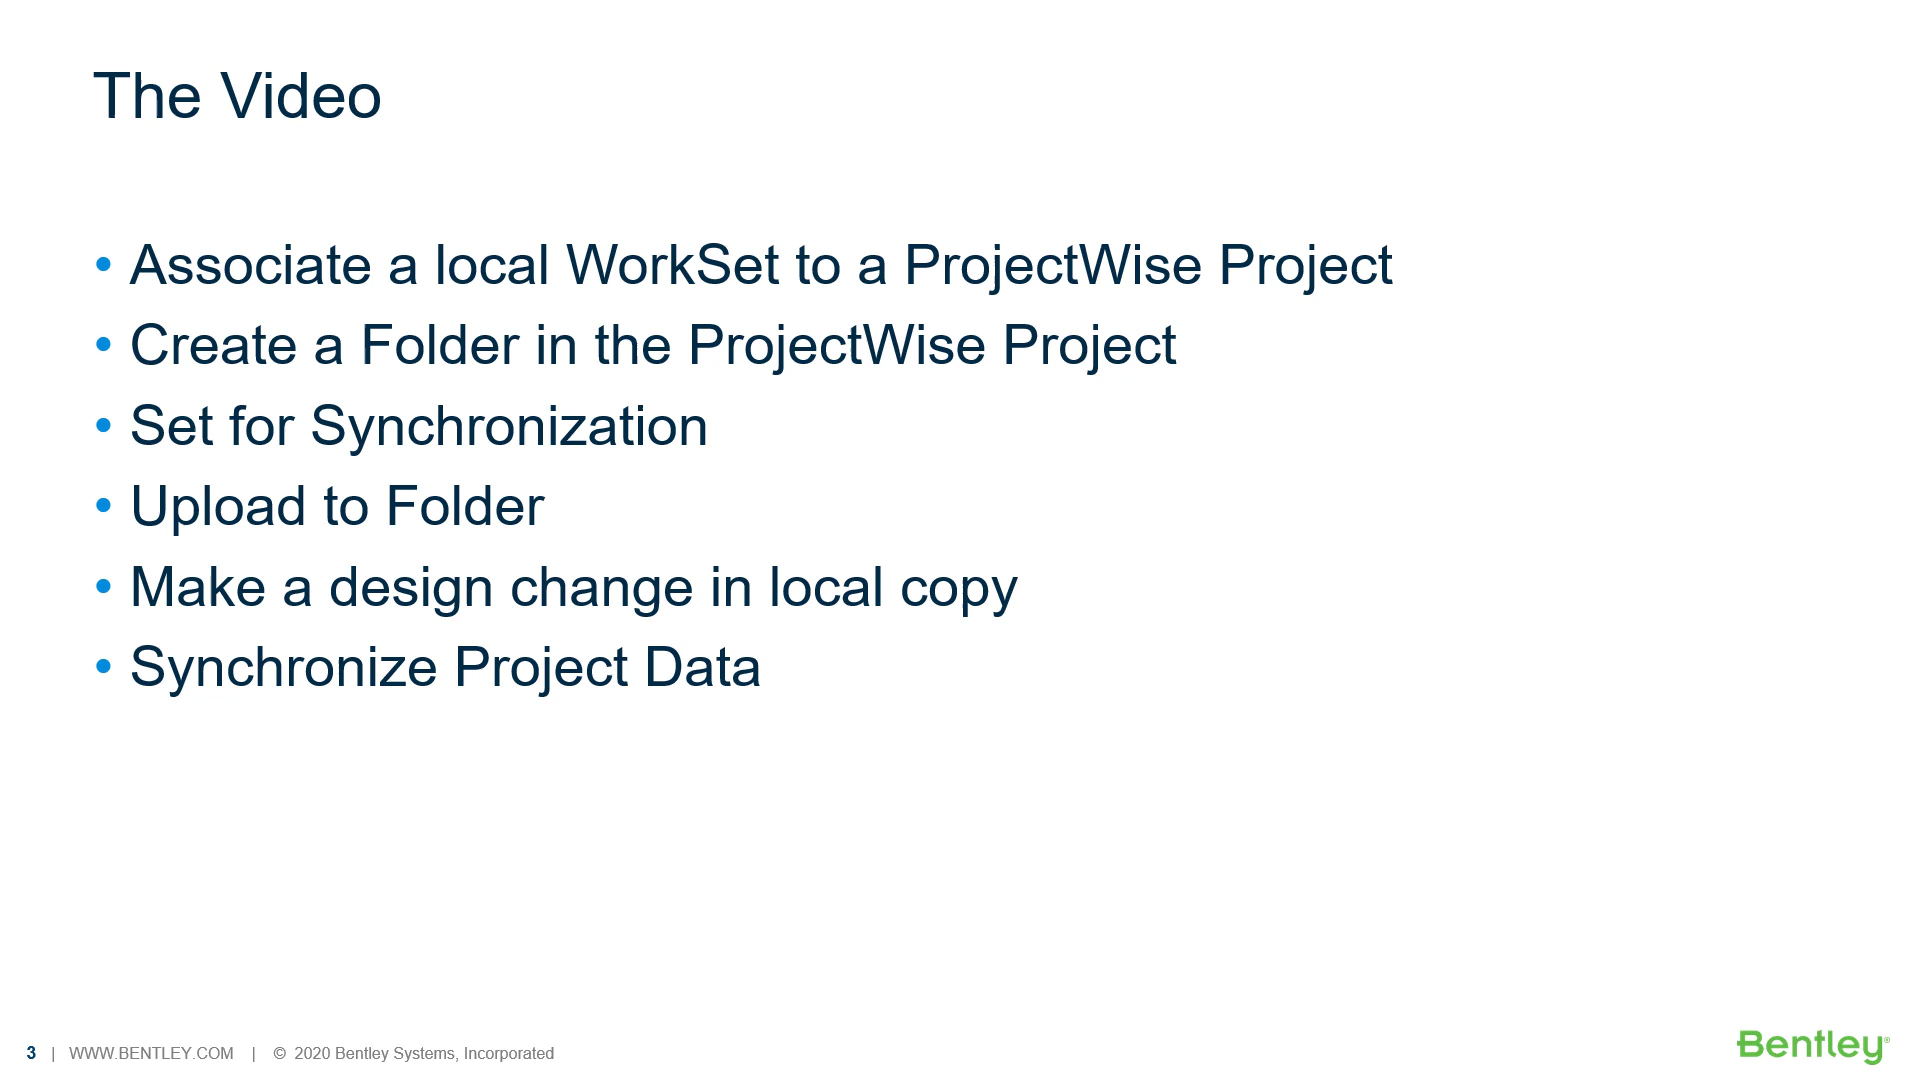 The Video
• Associate a local WorkSet to a ProjectWise Project
• Create a Folder in the ProjectWise Project
• Set for Synchronization
• Upload to Folder
• Make a design change in local copy
• Synchronize Project Data
3 | WWW.BENTLEY.COM | © 2020 Bentley Systems, Incorporated
Bentley®